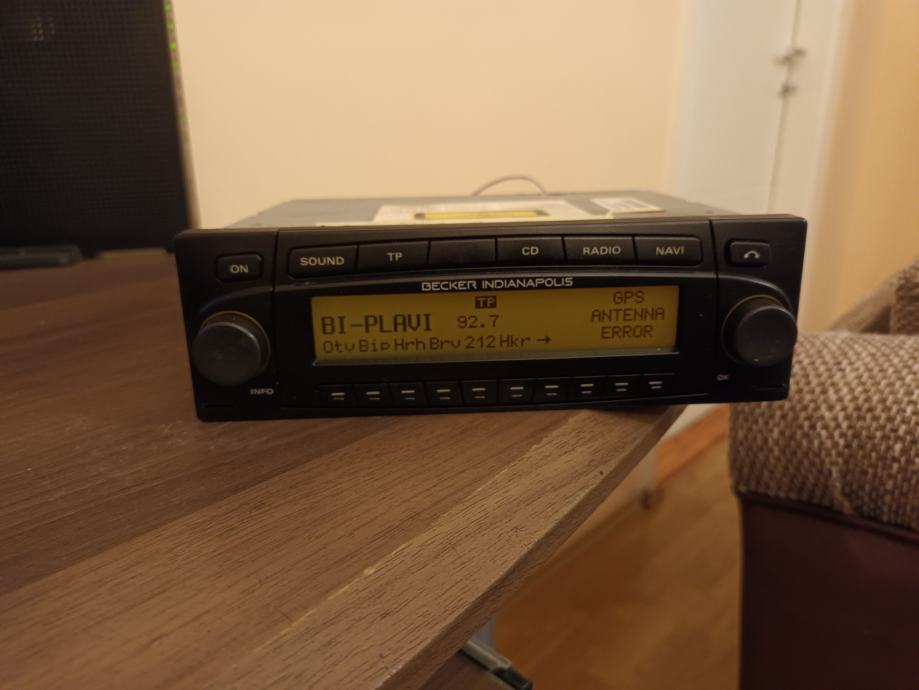 ON
SOUND
TP
CD
RADIO
NAVI
BECKER INDIANAPOLIS
TP
BI-PLAVI 92.7
Otv Bip Hrh Brv 212 Hkr →
GPS
ANTENNA
ERROR
INFO
OK